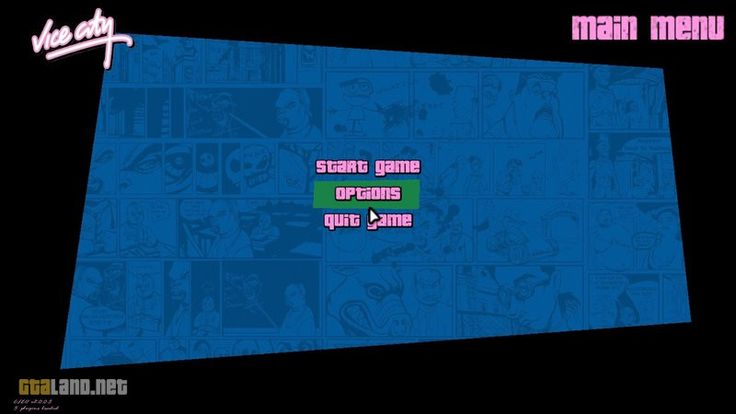 Vice City
MAIN MENU
START GAME
OPTIONS
QUIT GAME
GTALAND.NET